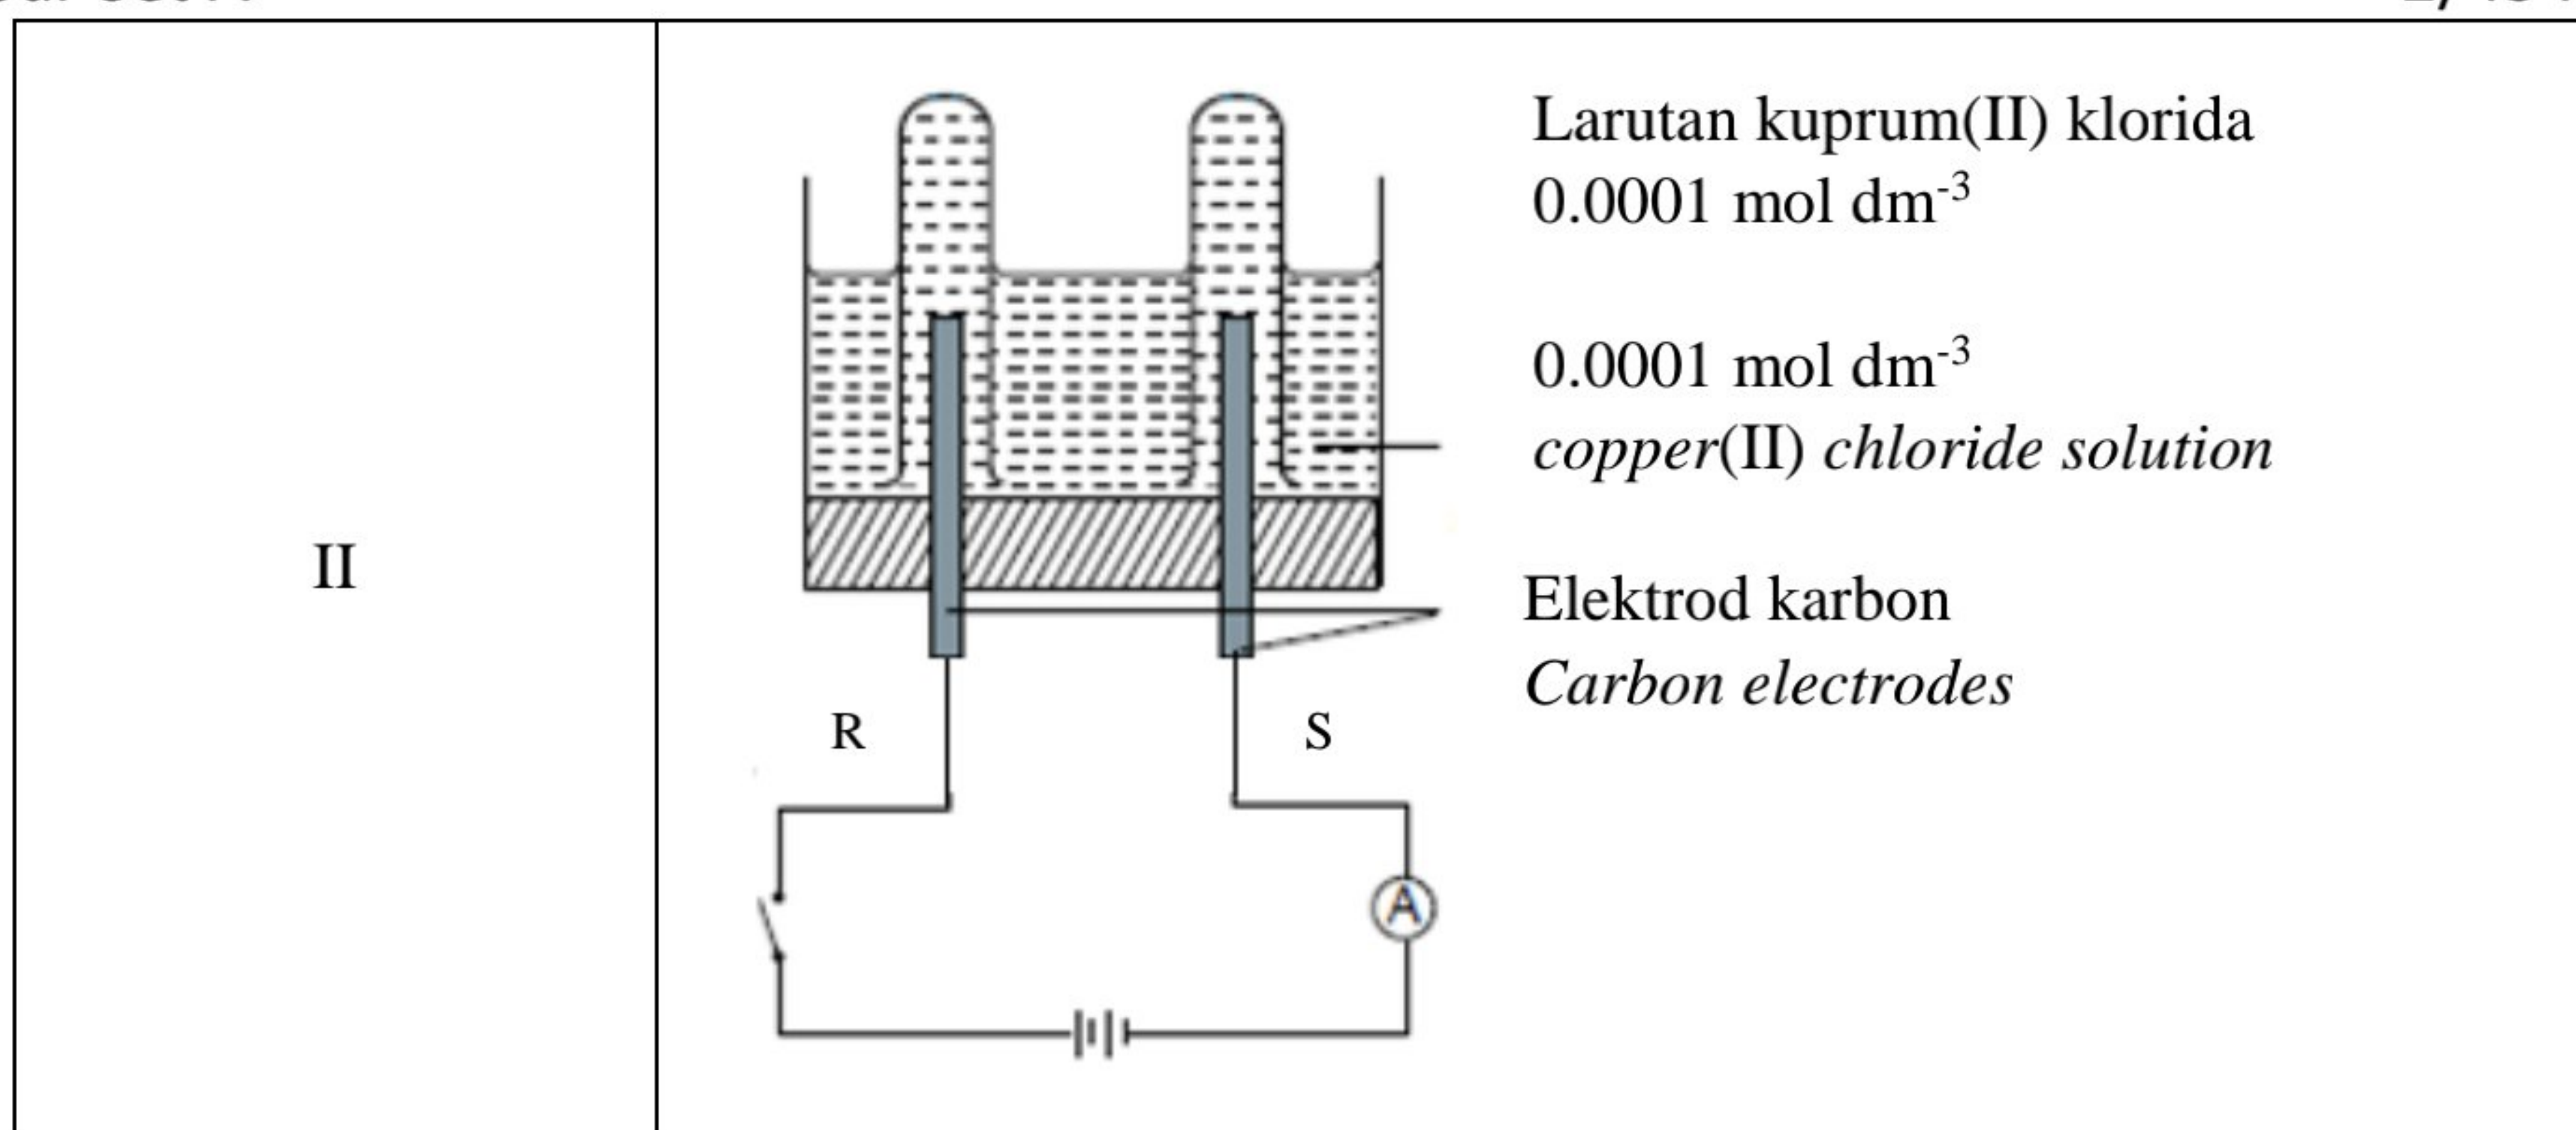 II
Larutan kuprum(II) klorida
0.0001 mol dm⁻³
0.0001 mol dm⁻³
copper(II) chloride solution
Elektrod karbon
Carbon electrodes
R
S
A